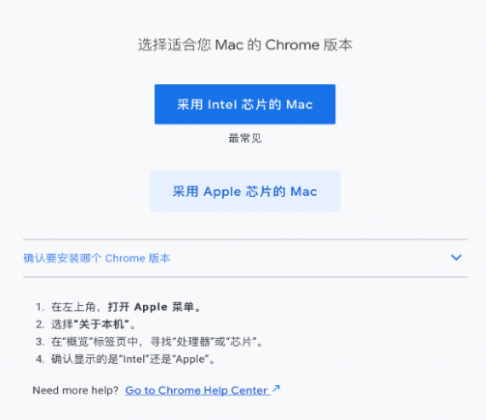 选择适合您 Mac 的 Chrome 版本
采用 Intel 芯片的 Mac
最常见
采用 Apple 芯片的 Mac
确认要安装哪个 Chrome 版本
1. 在左上角，打开 Apple 菜单。
2. 选择“关于本机”。
3. 在“概览”标签页中，寻找“处理器”或“芯片”。
4. 确认显示的是“Intel”还是“Apple”。
Need more help? Go to Chrome Help Center